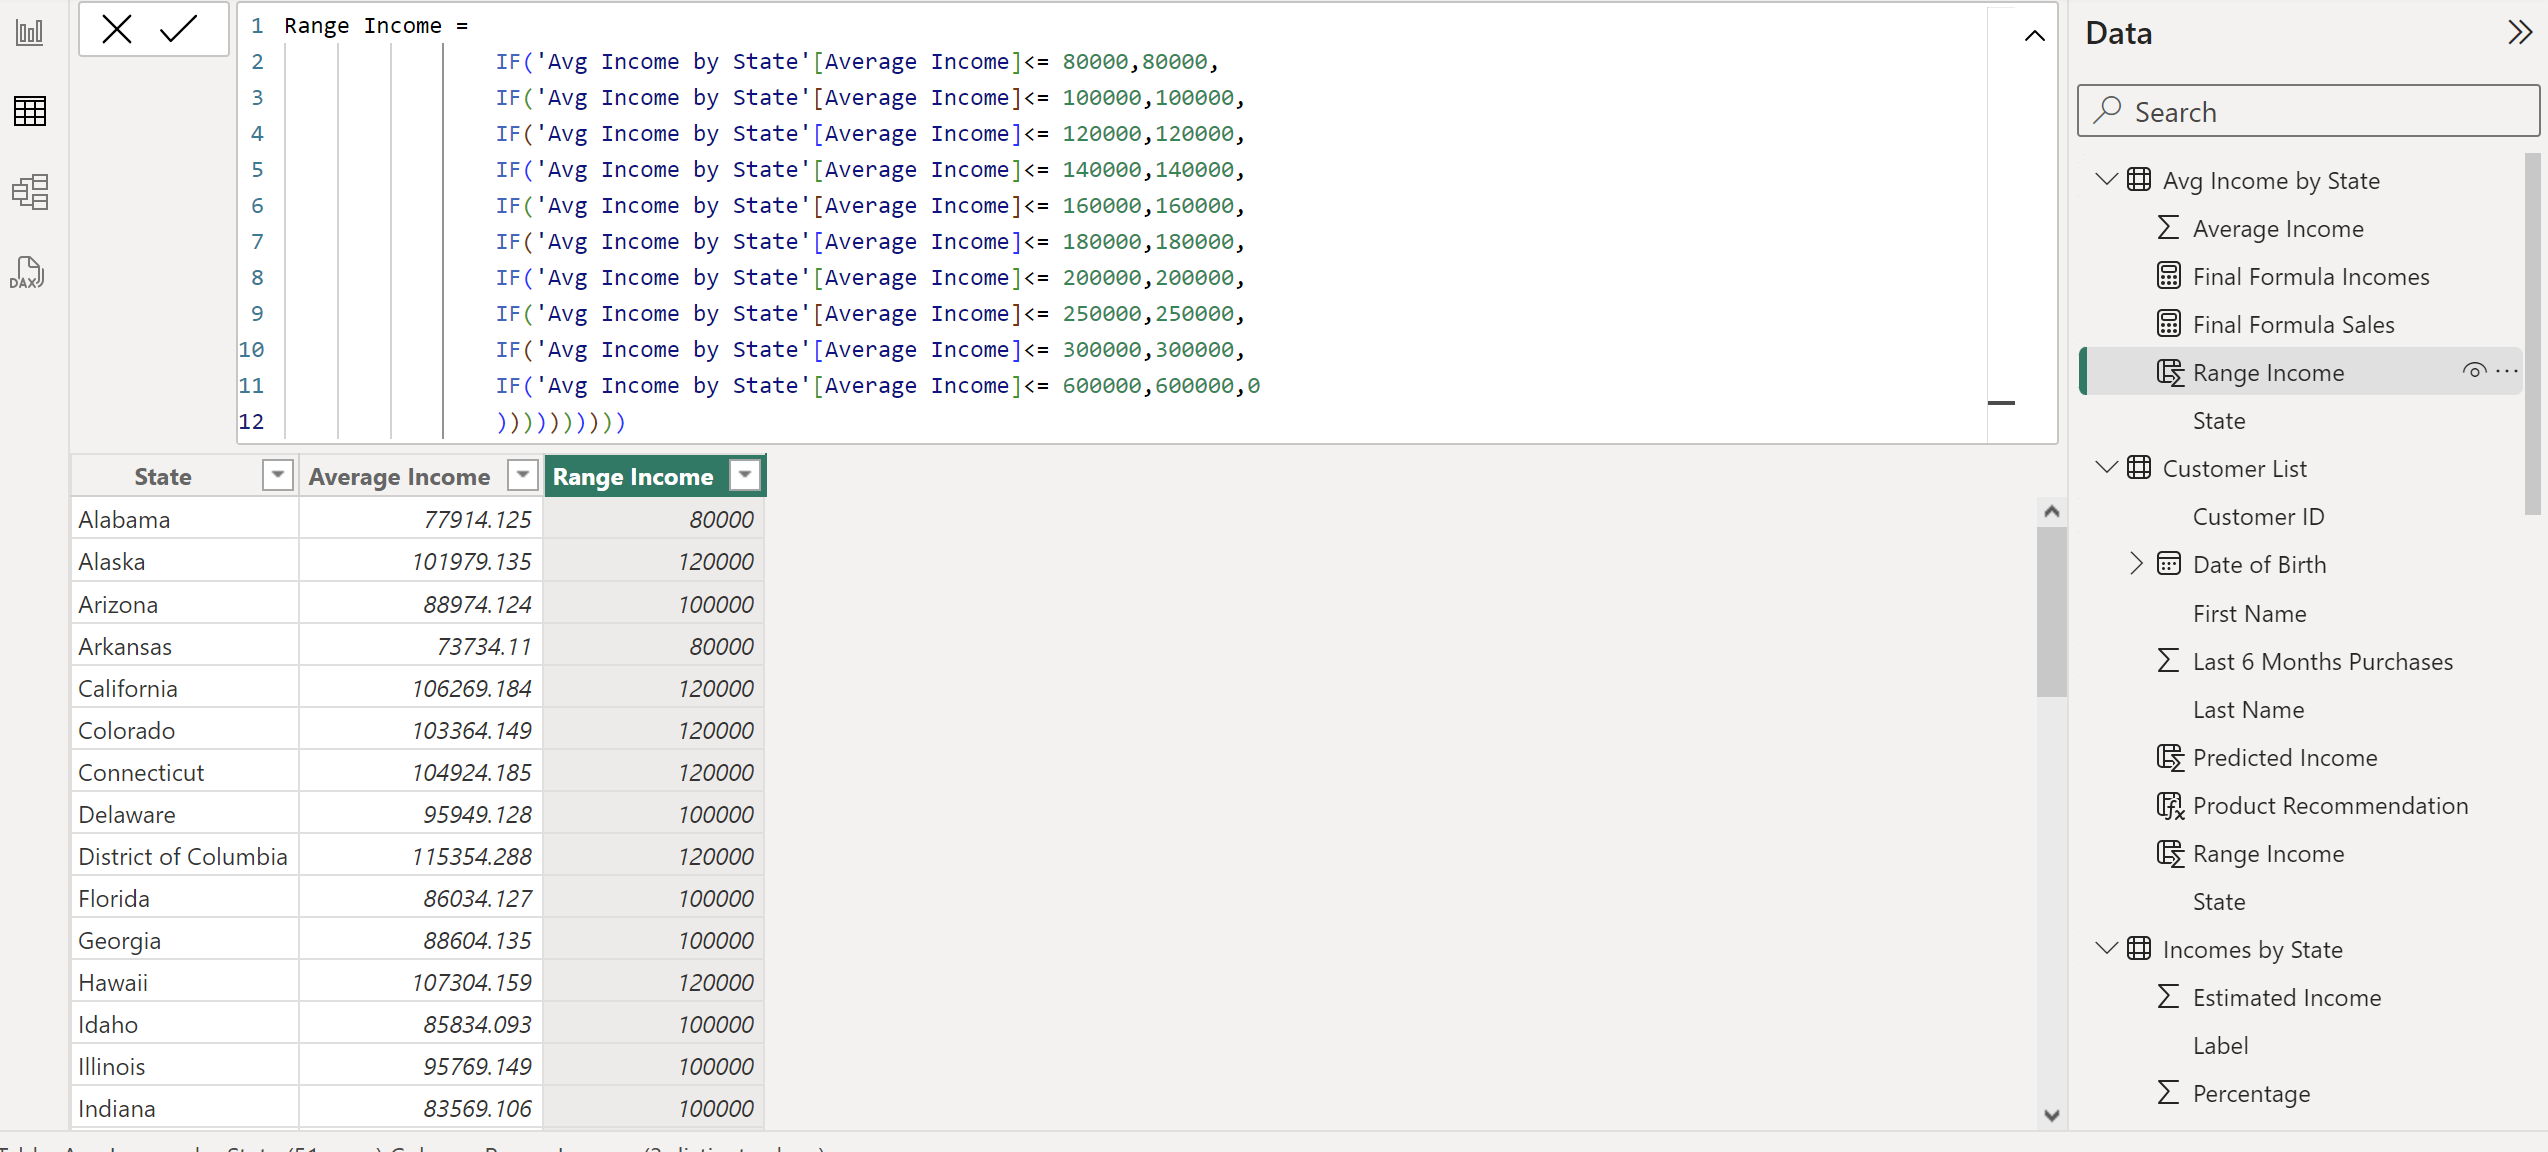 1 Range Income =
2 IF('Avg Income by State'[Average Income]<= 80000,80000,
3 IF('Avg Income by State'[Average Income]<= 100000,100000,
4 IF('Avg Income by State'[Average Income]<= 120000,120000,
5 IF('Avg Income by State'[Average Income]<= 140000,140000,
6 IF('Avg Income by State'[Average Income]<= 160000,160000,
7 IF('Avg Income by State'[Average Income]<= 180000,180000,
8 IF('Avg Income by State'[Average Income]<= 200000,200000,
9 IF('Avg Income by State'[Average Income]<= 250000,250000,
10 IF('Avg Income by State'[Average Income]<= 300000,300000,
11 IF('Avg Income by State'[Average Income]<= 600000,600000,0
12 ))))))))))
DAX
State Average Income Range Income
Alabama 77914.125 80000
Alaska 101979.135 120000
Arizona 88974.124 100000
Arkansas 73734.11 80000
California 106269.184 120000
Colorado 103364.149 120000
Connecticut 104924.185 120000
Delaware 95949.128 100000
District of Columbia 115354.288 120000
Florida 86034.127 100000
Georgia 88604.135 100000
Hawaii 107304.159 120000
Idaho 85834.093 100000
Illinois 95769.149 100000
Indiana 83569.106 100000
Data
Search
Avg Income by State
Average Income
Final Formula Incomes
Final Formula Sales
Range Income
State
Customer List
Customer ID
Date of Birth
First Name
Last 6 Months Purchases
Last Name
Predicted Income
Product Recommendation
Range Income
State
Incomes by State
Estimated Income
Label
Percentage